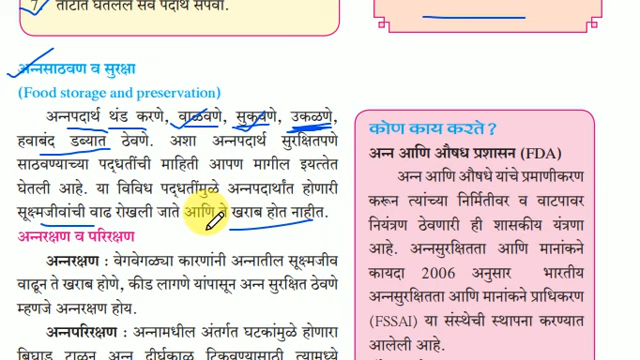 7. ताटात घेतलेले सर्व पदार्थ संपवा.
अन्नसाठवण व सुरक्षा
(Food storage and preservation)
अन्नपदार्थ थंड करणे, वाळवणे, सुकवणे, उकळणे,
हवाबंद डब्यात ठेवणे. अशा अन्नपदार्थ सुरक्षितपणे
साठवण्याच्या पद्धतींची माहिती आपण मागील इयत्तेत
घेतली आहे. या विविध पद्धतींमुळे अन्नपदार्थांत होणारी
सूक्ष्मजीवांची वाढ रोखली जाते आणि खराब होत नाहीत.
अन्नरक्षण व परिरक्षण
अन्नरक्षण : वेगवेगळ्या कारणांनी अन्नातील सूक्ष्मजीव
वाढून ते खराब होणे, कीड लागणे यांपासून अन्न सुरक्षित ठेवणे
म्हणजे अन्नरक्षण होय.
अन्नपरिरक्षण : अन्नामधील अंतर्गत घटकांमुळे होणारा
बिघाड टाळून अन्न दीर्घकाळ टिकवण्यासाठी त्यामध्ये
कोण काय करते ?
अन्न आणि औषध प्रशासन (FDA)
अन्न आणि औषधे यांचे प्रमाणीकरण
करून त्यांच्या निर्मितीवर व वाटपावर
नियंत्रण ठेवणारी ही शासकीय यंत्रणा
आहे. अन्नसुरक्षितता आणि मानांकने
कायदा 2006 अनुसार भारतीय
अन्नसुरक्षितता आणि मानांकने प्राधिकरण
(FSSAI) या संस्थेची स्थापना करण्यात
आलेली आहे.